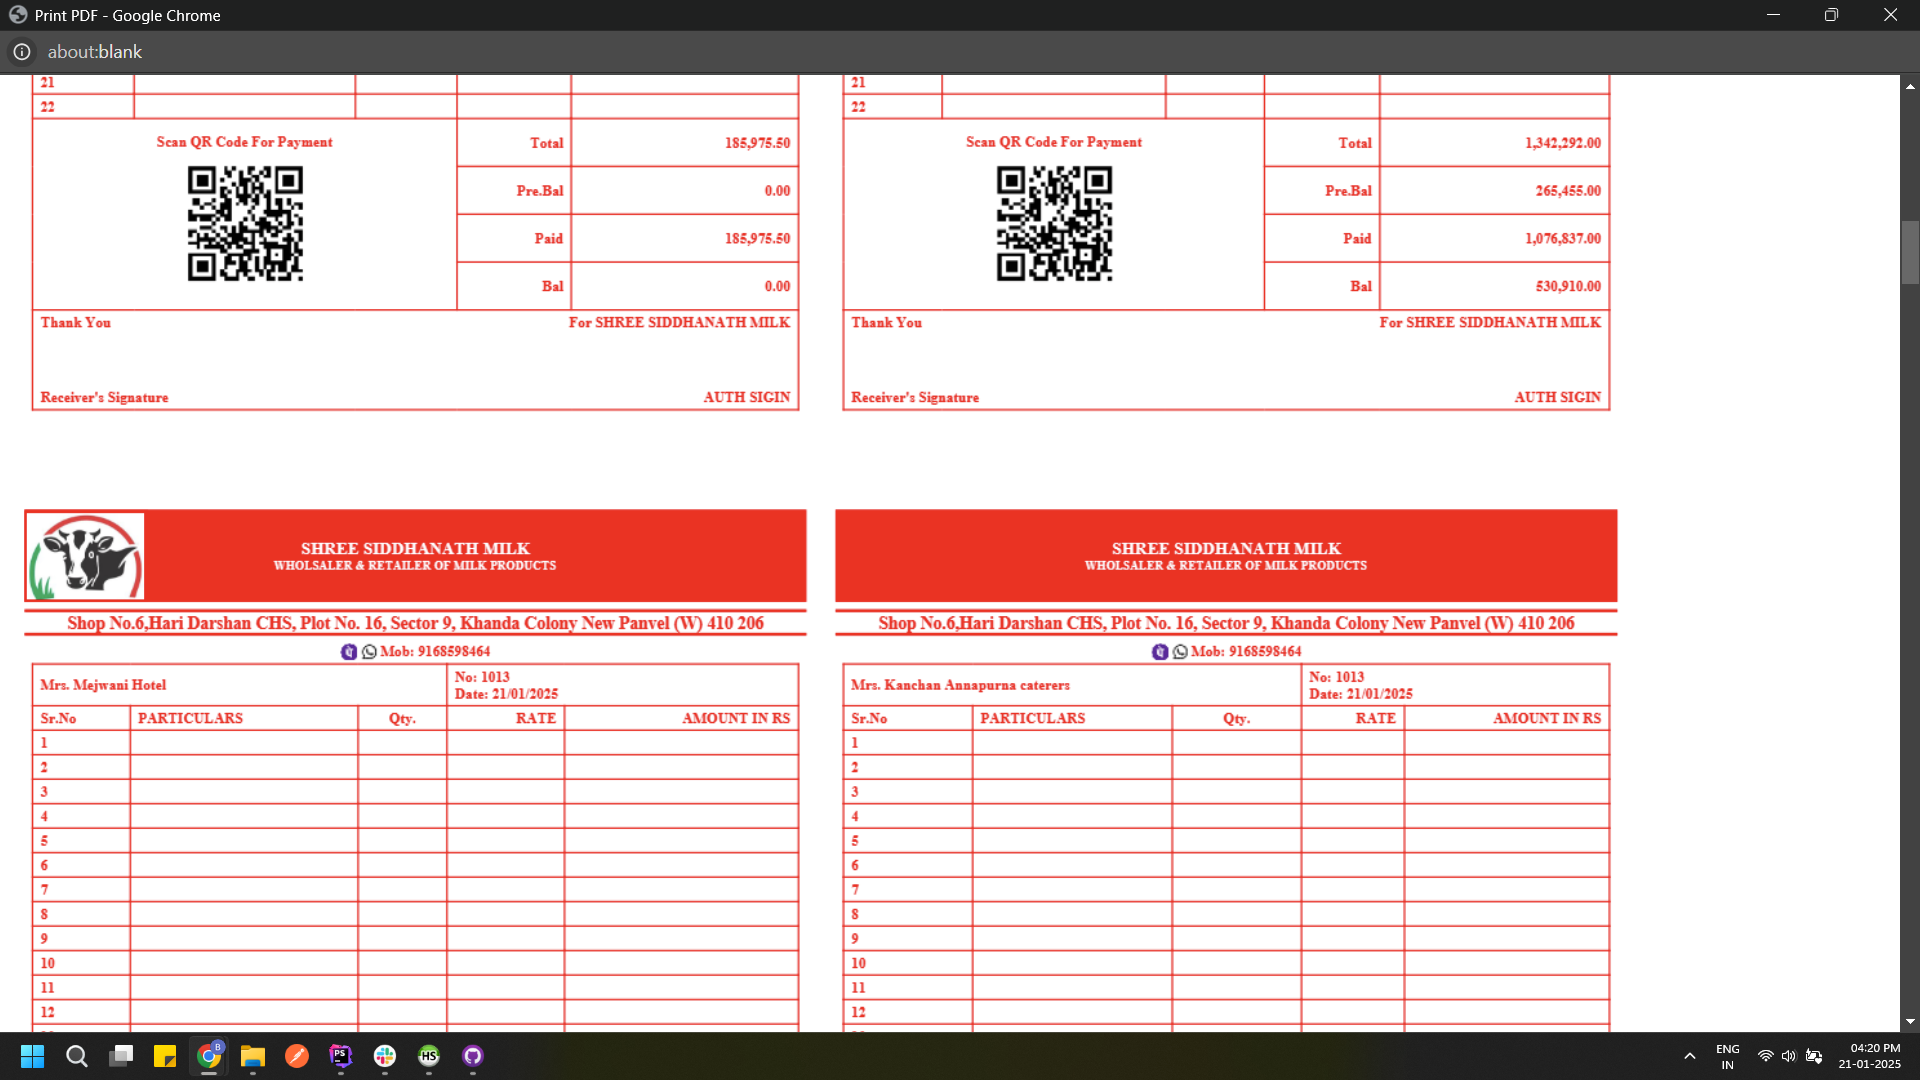 Print PDF - Google Chrome
about:blank
21
22
Scan QR Code For Payment
Total 185,975.50
Pre.Bal 0.00
Paid 185,975.50
Bal 0.00
Thank You For SHREE SIDDHANATH MILK
Receiver's Signature AUTH SIGIN
21
22
Scan QR Code For Payment
Total 1,342,292.00
Pre.Bal 265,455.00
Paid 1,076,837.00
Bal 530,910.00
Thank You For SHREE SIDDHANATH MILK
Receiver's Signature AUTH SIGIN
SHREE SIDDHANATH MILK
WHOLSALER & RETAILER OF MILK PRODUCTS
Shop No.6,Hari Darshan CHS, Plot No. 16, Sector 9, Khanda Colony New Panvel (W) 410 206
Mob: 9168598464
Mrs. Mejwani Hotel
No: 1013
Date: 21/01/2025
Sr.No PARTICULARS Qty. RATE AMOUNT IN RS
1
2
3
4
5
6
7
8
9
10
11
12
SHREE SIDDHANATH MILK
WHOLSALER & RETAILER OF MILK PRODUCTS
Shop No.6,Hari Darshan CHS, Plot No. 16, Sector 9, Khanda Colony New Panvel (W) 410 206
Mob: 9168598464
Mrs. Kanchan Annapurna caterers
No: 1013
Date: 21/01/2025
Sr.No PARTICULARS Qty. RATE AMOUNT IN RS
1
2
3
4
5
6
7
8
9
10
11
12
B
PS
HS
ENG
IN
04:20 PM
21-01-2025